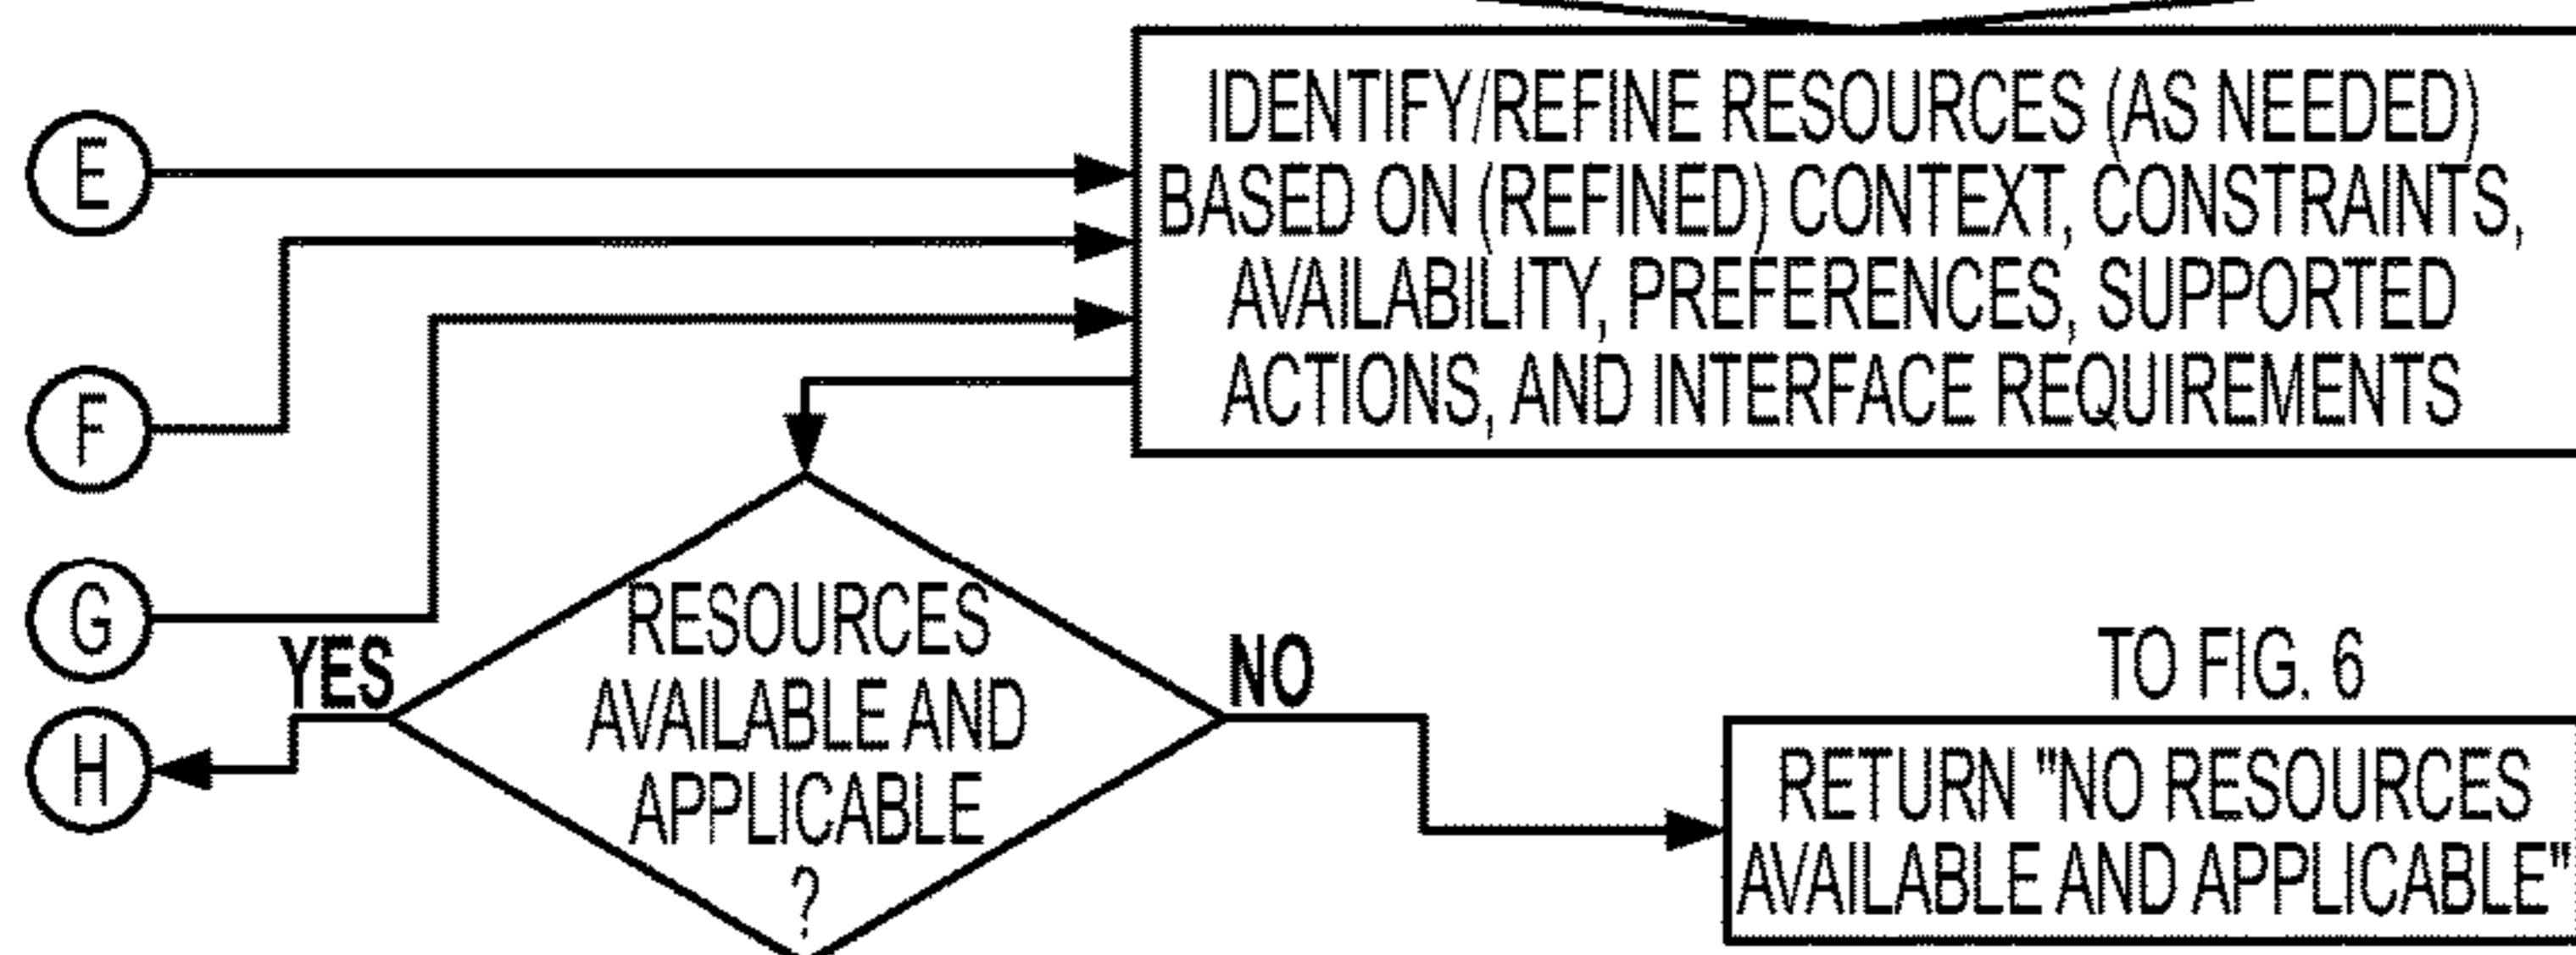 IDENTIFY/REFINE RESOURCES (AS NEEDED)
BASED ON (REFINED) CONTEXT, CONSTRAINTS,
AVAILABILITY, PREFERENCES, SUPPORTED
ACTIONS, AND INTERFACE REQUIREMENTS
E
F
G
H
YES
RESOURCES
AVAILABLE AND
APPLICABLE
?
NO
TO FIG. 6
RETURN "NO RESOURCES
AVAILABLE AND APPLICABLE"